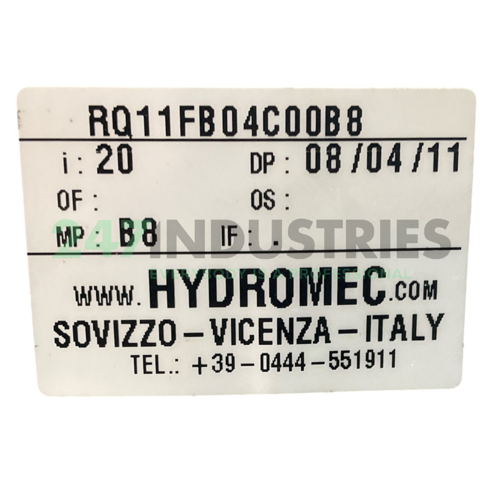 RQ11FB04C00B8
i: 20 DP: 08/04/11
OF: OS:
MP: B8 IF: .
247INDUSTRIES
www.HYDROMEC.com
SOVIZZO-VICENZA-ITALY
TEL.: +39-0444-551911